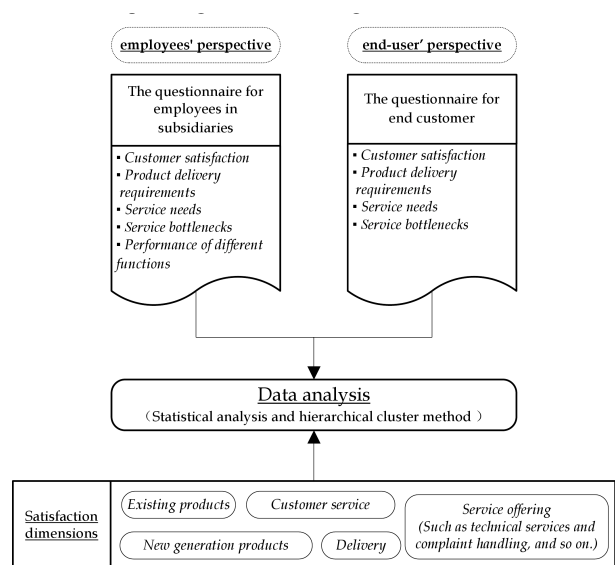 employees' perspective
end-user' perspective
The questionnaire for
employees in
subsidiaries
▪ Customer satisfaction
▪ Product delivery
requirements
▪ Service needs
▪ Service bottlenecks
▪ Performance of different
functions
The questionnaire for
end customer
▪ Customer satisfaction
▪ Product delivery
requirements
▪ Service needs
▪ Service bottlenecks
Data analysis
（Statistical analysis and hierarchical cluster method ）
Satisfaction
dimensions
Existing products
Customer service
New generation products
Delivery
Service offering
(Such as technical services and
complaint handling, and so on.)